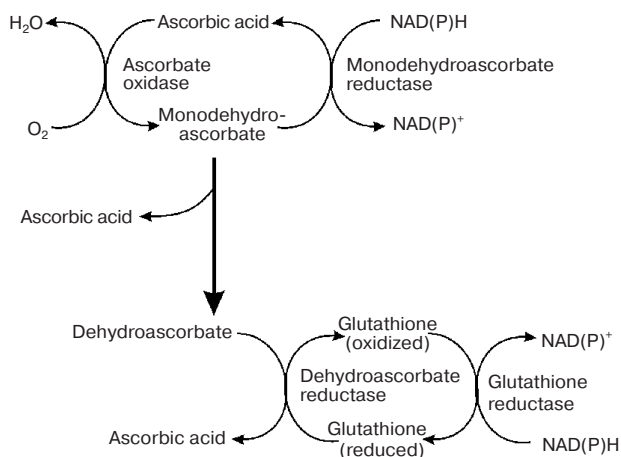 H₂O
Ascorbic acid
NAD(P)H
Ascorbate
oxidase
Monodehydroascorbate
reductase
O₂
Monodehydro-
ascorbate
NAD(P)⁺
Ascorbic acid
Dehydroascorbate
Glutathione
(oxidized)
NAD(P)⁺
Dehydroascorbate
reductase
Glutathione
reductase
Ascorbic acid
Glutathione
(reduced)
NAD(P)H